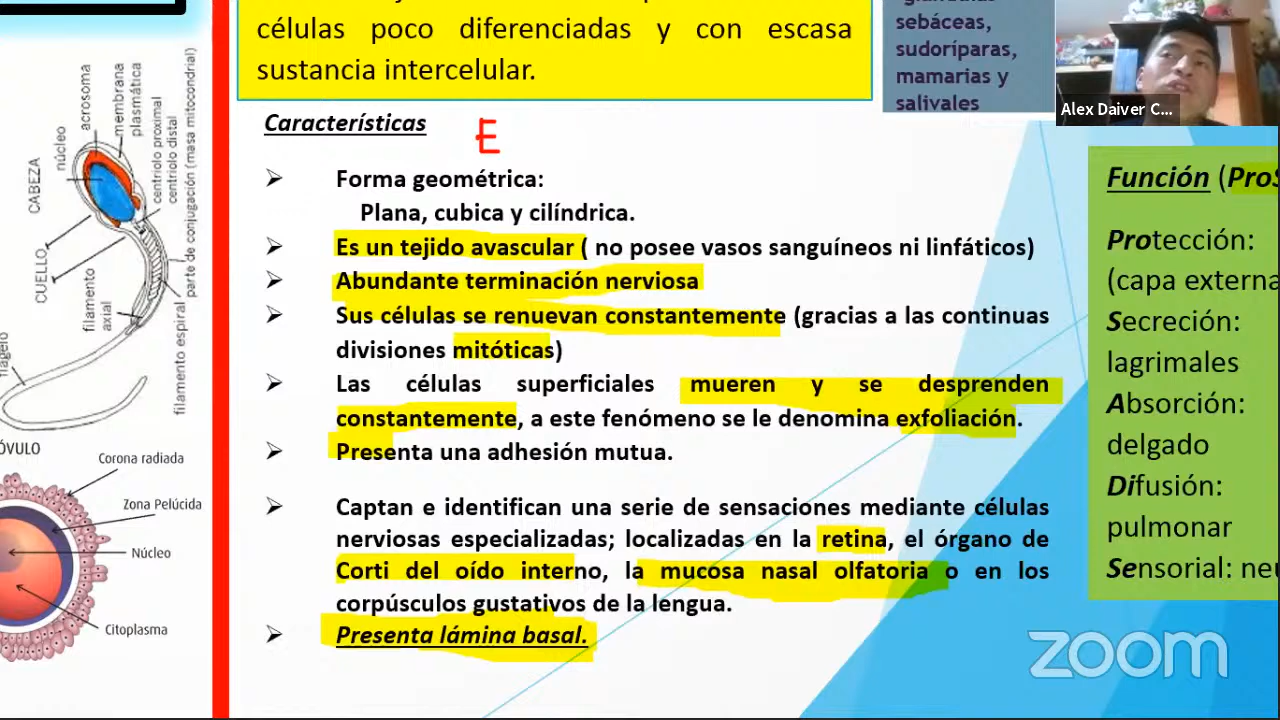 células poco diferenciadas y con escasa
sustancia intercelular.
sebáceas,
sudoríparas,
mamarias y
salivales
Alex Daiver C...
Características
E
Forma geométrica:
Plana, cubica y cilíndrica.
Es un tejido avascular ( no posee vasos sanguíneos ni linfáticos)
Abundante terminación nerviosa
Sus células se renuevan constantemente (gracias a las continuas
divisiones mitóticas)
Las células superficiales mueren y se desprenden
constantemente, a este fenómeno se le denomina exfoliación.
Presenta una adhesión mutua.
Captan e identifican una serie de sensaciones mediante células
nerviosas especializadas; localizadas en la retina, el órgano de
Corti del oído interno, la mucosa nasal olfatoria o en los
corpúsculos gustativos de la lengua.
Presenta lámina basal.
Función (ProS
Protección:
(capa externa
Secreción:
lagrimales
Absorción:
delgado
Difusión:
pulmonar
Sensorial: neu
zoom
CABEZA
núcleo
acrosoma
membrana
plasmática
centriolo proximal
centriolo distal
parte de conjugación (masa mitocondrial)
CUELLO
filamento
axial
filamento espiral
ÓVULO
Corona radiada
Zona Pelúcida
Núcleo
Citoplasma